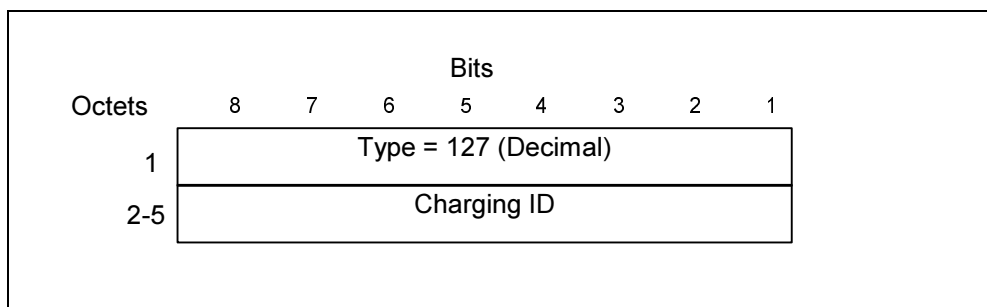 Bits
Octets 8 7 6 5 4 3 2 1
1 Type = 127 (Decimal)
2-5 Charging ID